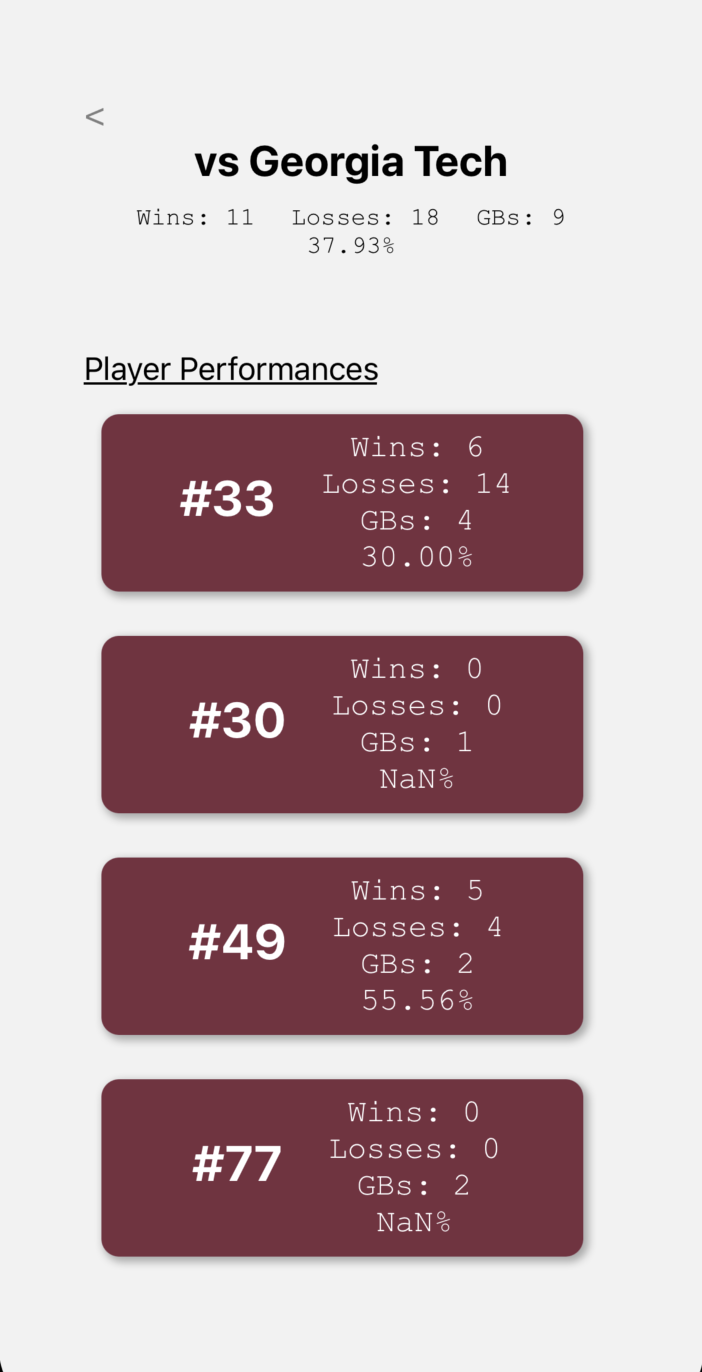 <
vs Georgia Tech
Wins: 11 Losses: 18 GBs: 9
37.93%
Player Performances
#33
Wins: 6
Losses: 14
GBs: 4
30.00%
#30
Wins: 0
Losses: 0
GBs: 1
NaN%
#49
Wins: 5
Losses: 4
GBs: 2
55.56%
#77
Wins: 0
Losses: 0
GBs: 2
NaN%